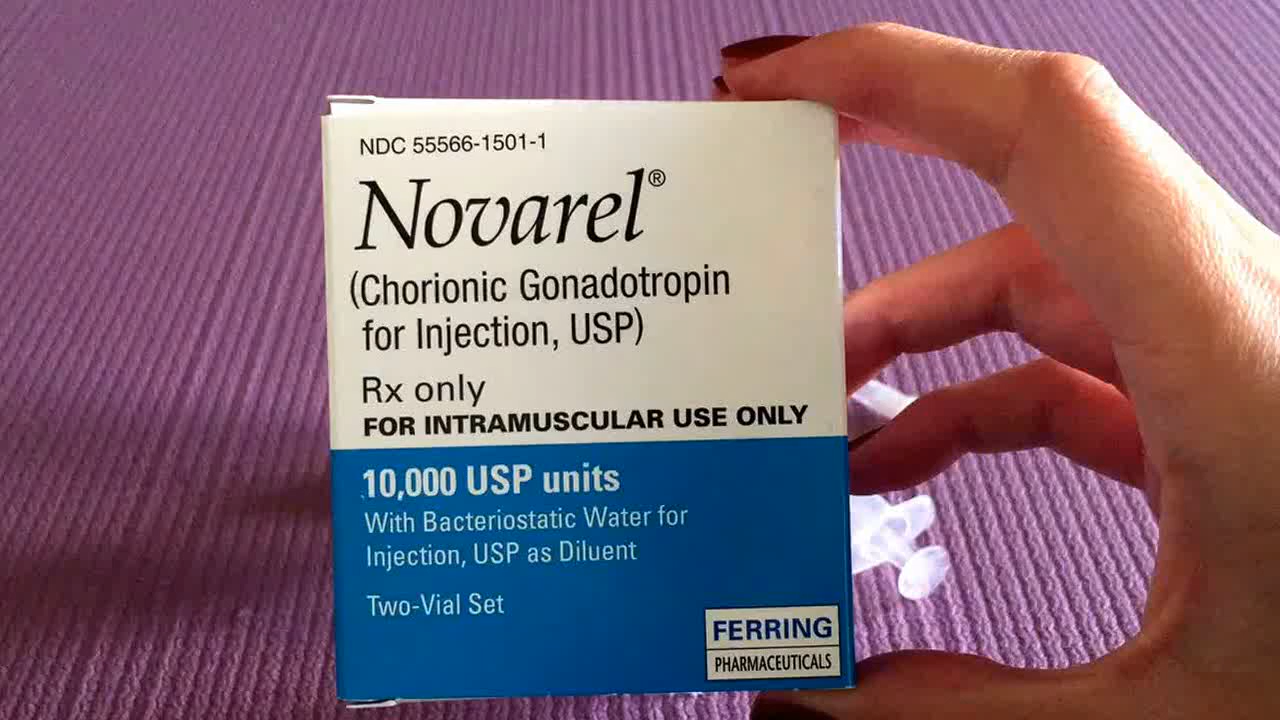 NDC 55566-1501-1
Novarel®
(Chorionic Gonadotropin
for Injection, USP)
Rx only
FOR INTRAMUSCULAR USE ONLY
10,000 USP units
With Bacteriostatic Water for
Injection, USP as Diluent
Two-Vial Set
FERRING
PHARMACEUTICALS